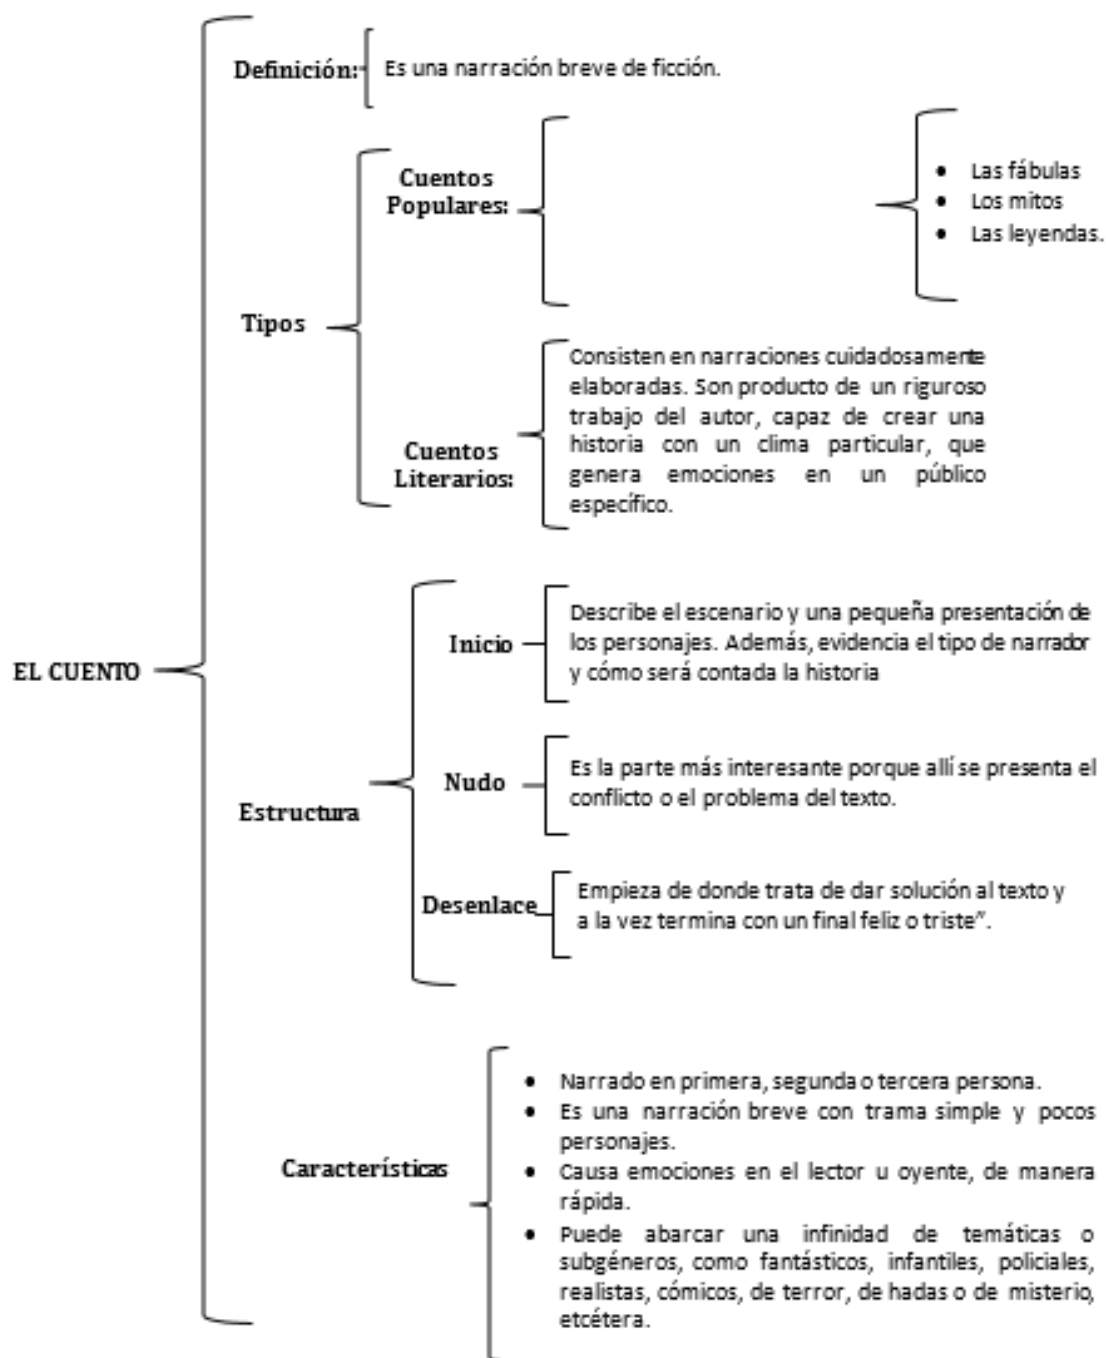 Definición:
Es una narración breve de ficción.
Cuentos
Populares:
• Las fábulas
• Los mitos
• Las leyendas.
Tipos
Cuentos
Literarios:
Consisten en narraciones cuidadosamente
elaboradas. Son producto de un riguroso
trabajo del autor, capaz de crear una
historia con un clima particular, que
genera emociones en un público
específico.
EL CUENTO
Estructura
Inicio
Describe el escenario y una pequeña presentación de
los personajes. Además, evidencia el tipo de narrador
y cómo será contada la historia
Nudo
Es la parte más interesante porque allí se presenta el
conflicto o el problema del texto.
Desenlace
Empieza de donde trata de dar solución al texto y
a la vez termina con un final feliz o triste”.
Características
• Narrado en primera, segunda o tercera persona.
• Es una narración breve con trama simple y pocos
personajes.
• Causa emociones en el lector u oyente, de manera
rápida.
• Puede abarcar una infinidad de temáticas o
subgéneros, como fantásticos, infantiles, policiales,
realistas, cómicos, de terror, de hadas o de misterio,
etcétera.